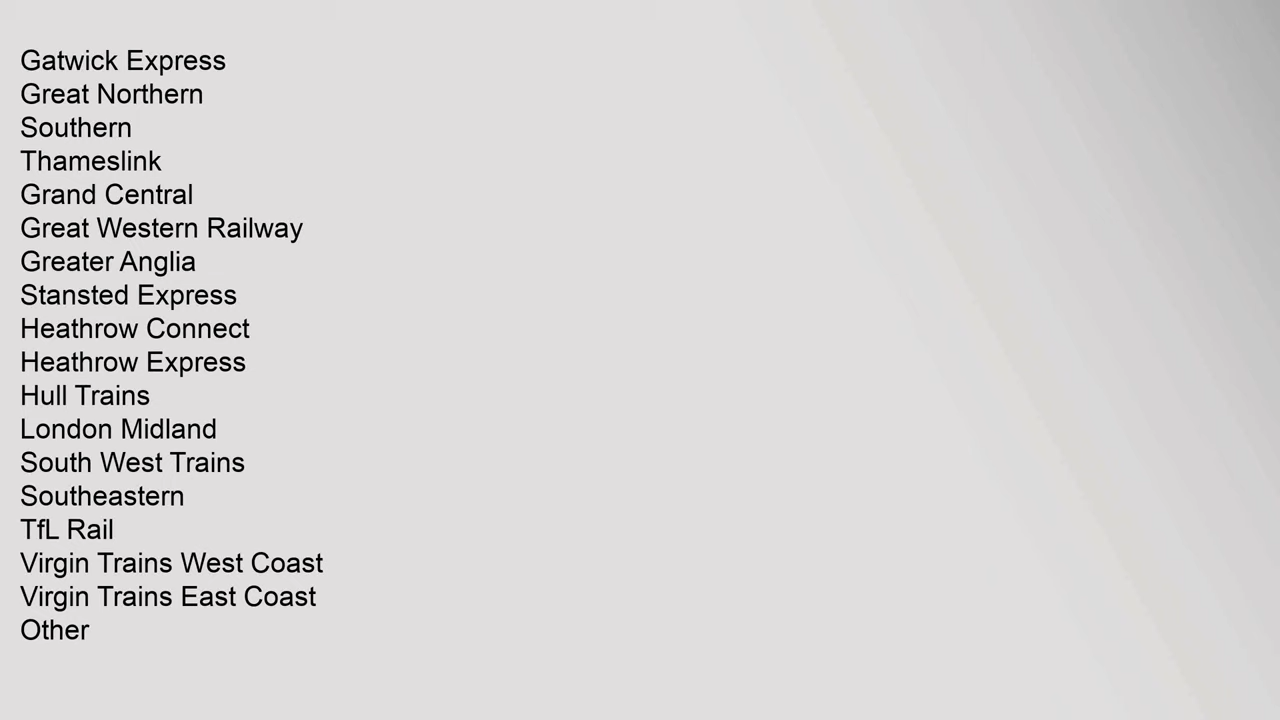 Gatwick Express
Great Northern
Southern
Thameslink
Grand Central
Great Western Railway
Greater Anglia
Stansted Express
Heathrow Connect
Heathrow Express
Hull Trains
London Midland
South West Trains
Southeastern
TfL Rail
Virgin Trains West Coast
Virgin Trains East Coast
Other